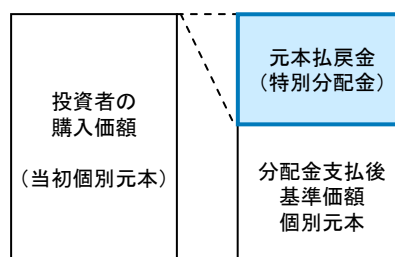 投資者の
購入価額
（当初個別元本）
元本払戻金
（特別分配金）
分配金支払後
基準価額
個別元本